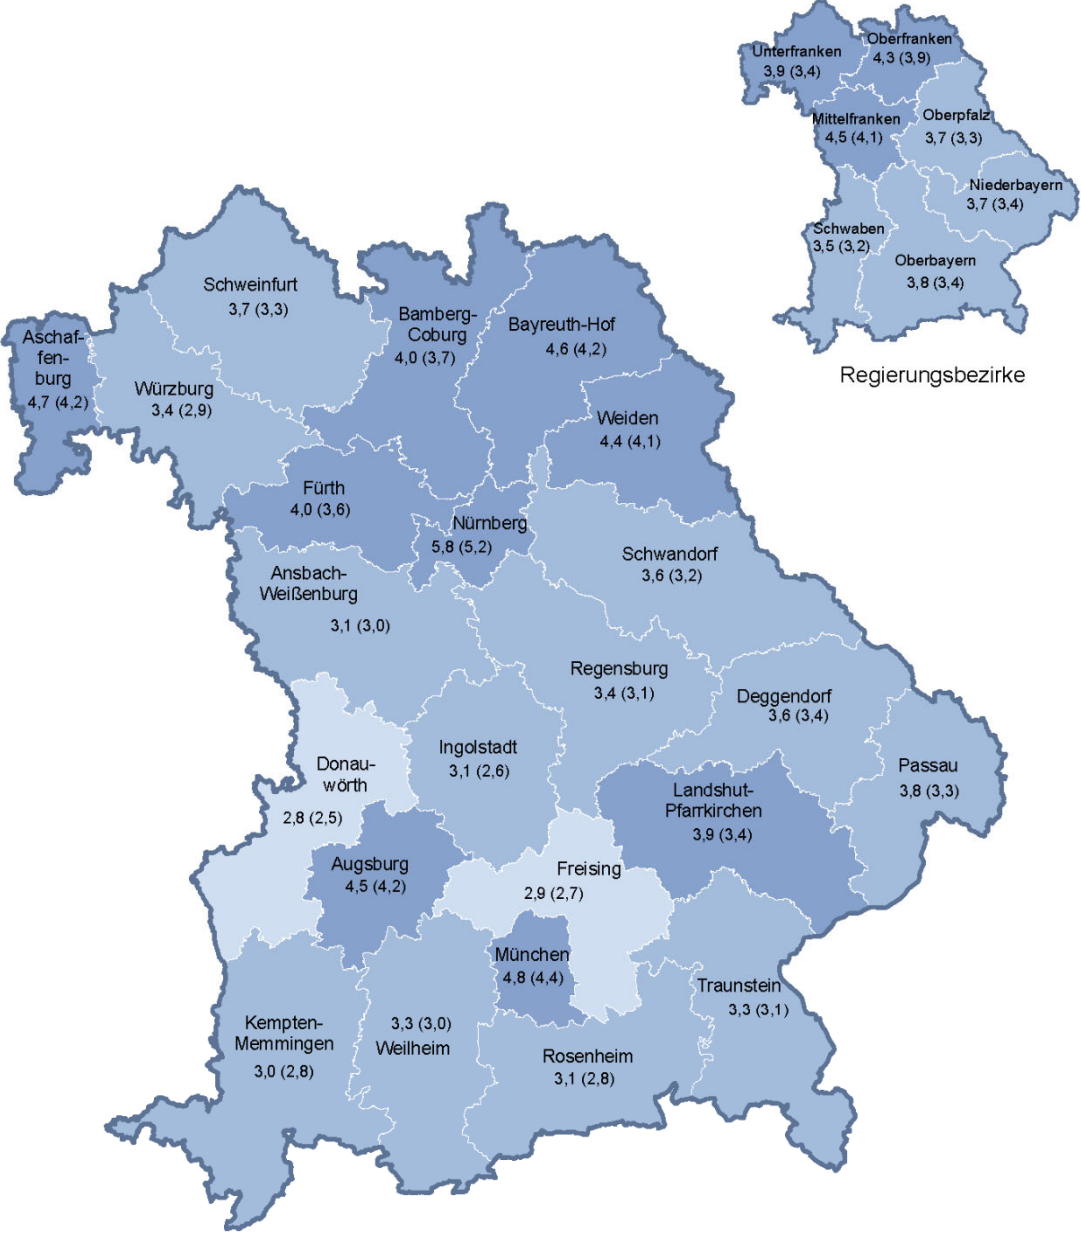 Unterfranken
3,9 (3,4)
Oberfranken
4,3 (3,9)
Mittelfranken
4,5 (4,1)
Oberpfalz
3,7 (3,3)
Niederbayern
3,7 (3,4)
Schwaben
3,5 (3,2)
Oberbayern
3,8 (3,4)
Regierungsbezirke
Schweinfurt
3,7 (3,3)
Bamberg-
Coburg
4,0 (3,7)
Bayreuth-Hof
4,6 (4,2)
Aschaf-
fen-
burg
4,7 (4,2)
Würzburg
3,4 (2,9)
Weiden
4,4 (4,1)
Fürth
4,0 (3,6)
Nürnberg
5,8 (5,2)
Schwandorf
3,6 (3,2)
Ansbach-
Weißenburg
3,1 (3,0)
Regensburg
3,4 (3,1)
Deggendorf
3,6 (3,4)
Ingolstadt
3,1 (2,6)
Donau-
wörth
2,8 (2,5)
Passau
3,8 (3,3)
Landshut-
Pfarrkirchen
3,9 (3,4)
Augsburg
4,5 (4,2)
Freising
2,9 (2,7)
München
4,8 (4,4)
Traunstein
3,3 (3,1)
Kempten-
Memmingen
3,0 (2,8)
3,3 (3,0)
Weilheim
Rosenheim
3,1 (2,8)